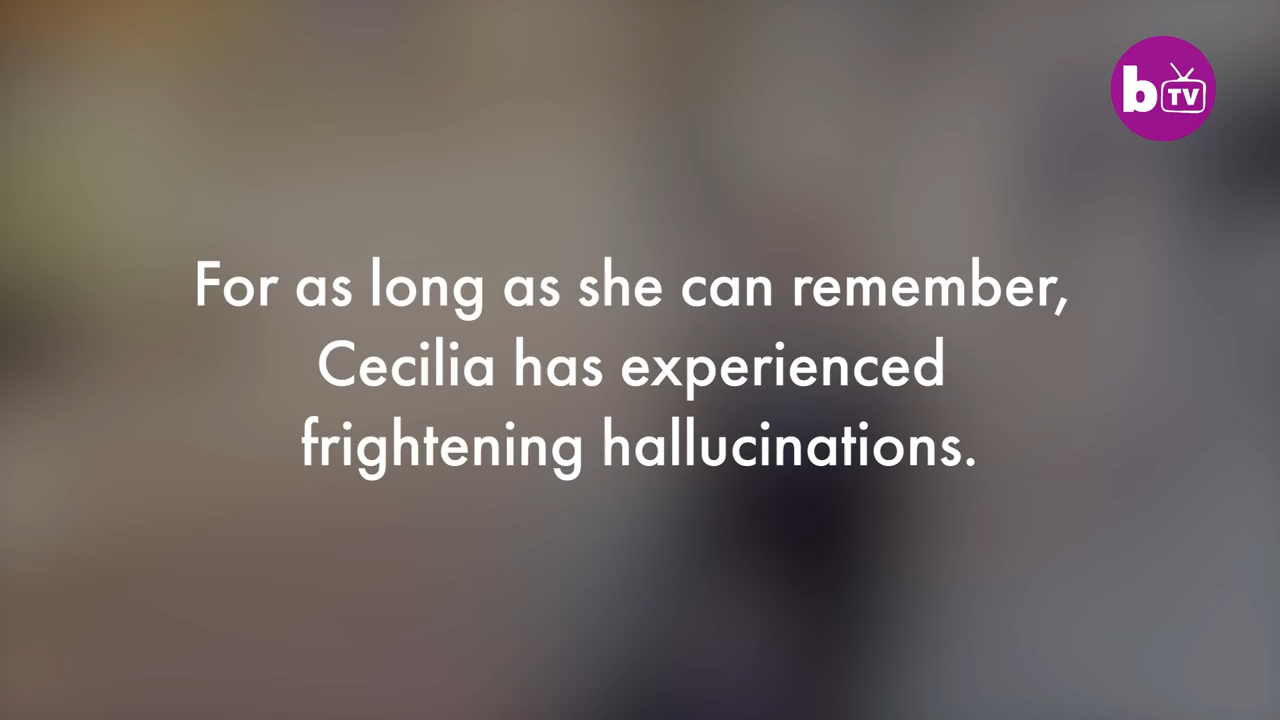 b TV
For as long as she can remember,
Cecilia has experienced
frightening hallucinations.